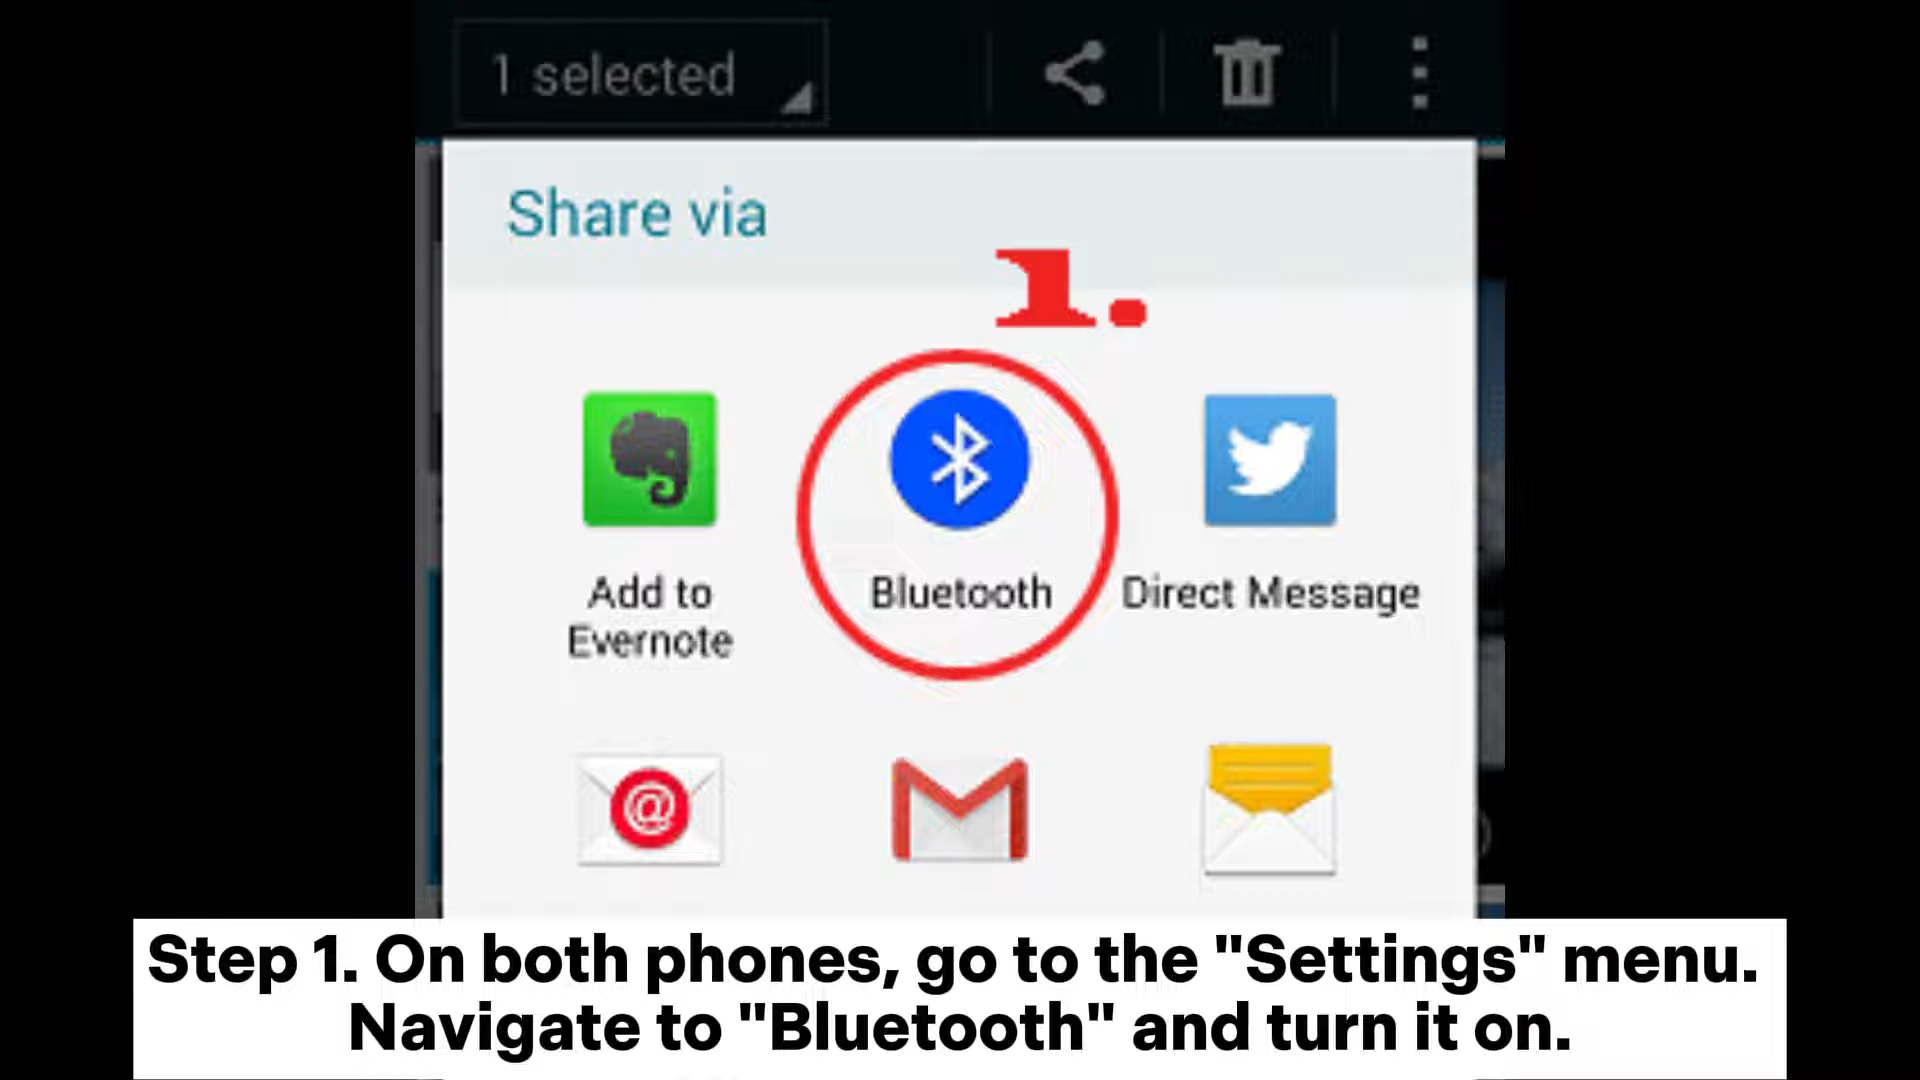 1 selected
Share via
1.
Add to
Evernote
Bluetooth
Direct Message
@
Step 1. On both phones, go to the "Settings" menu.
Navigate to "Bluetooth" and turn it on.